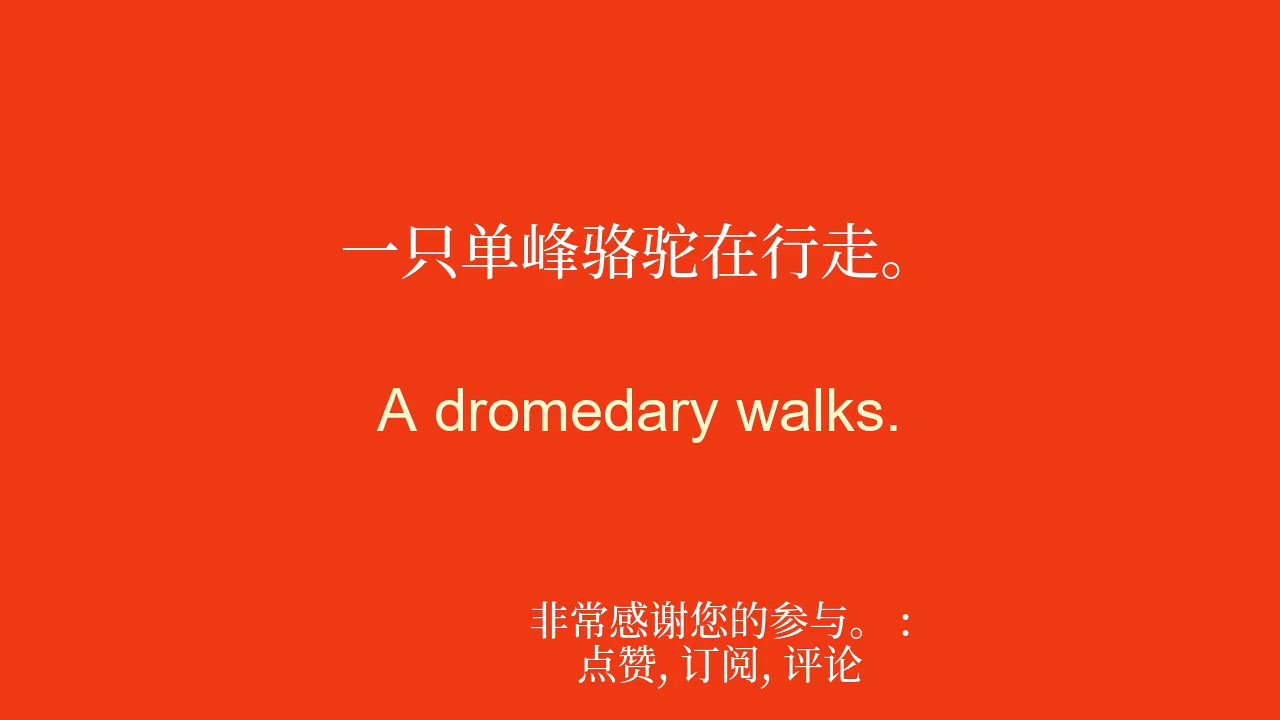 一只单峰骆驼在行走。
A dromedary walks.
非常感谢您的参与。 :
点赞, 订阅, 评论